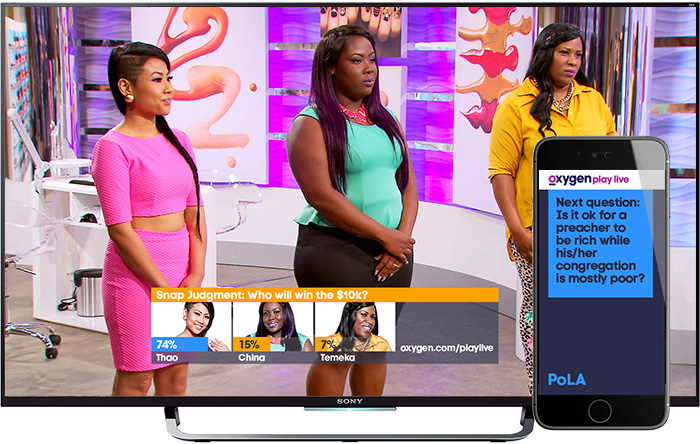 Snap Judgment: Who will win the $10k?
74%
15%
7%
Thao
China
Temeka
oxygen.com/playlive
SONY
oxygen play live
Next question:
Is it ok for a
preacher to
be rich while
his/her
congregation
is mostly poor?
PoLA